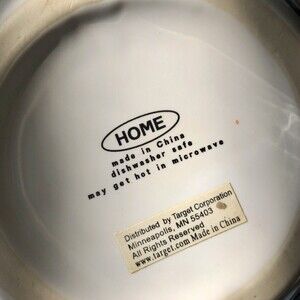 HOME
made in China
dishwasher safe
may get hot in microwave
Distributed by Target Corporation
Minneapolis, MN 55403
All Rights Reserved
www.target.com Made in China